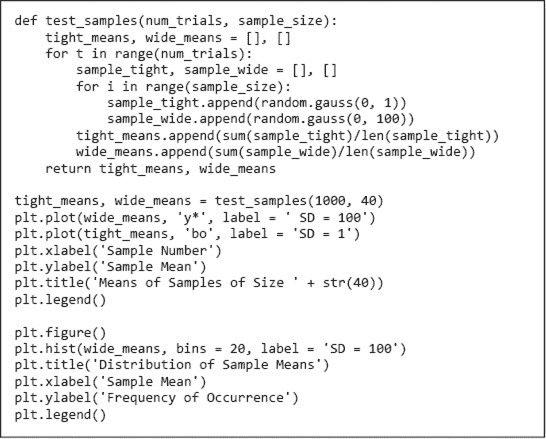 def test_samples(num_trials, sample_size):
    tight_means, wide_means = [], []
    for t in range(num_trials):
        sample_tight, sample_wide = [], []
        for i in range(sample_size):
            sample_tight.append(random.gauss(0, 1))
            sample_wide.append(random.gauss(0, 100))
        tight_means.append(sum(sample_tight)/len(sample_tight))
        wide_means.append(sum(sample_wide)/len(sample_wide))
    return tight_means, wide_means

tight_means, wide_means = test_samples(1000, 40)
plt.plot(wide_means, 'y*', label = ' SD = 100')
plt.plot(tight_means, 'bo', label = 'SD = 1')
plt.xlabel('Sample Number')
plt.ylabel('Sample Mean')
plt.title('Means of Samples of Size ' + str(40))
plt.legend()

plt.figure()
plt.hist(wide_means, bins = 20, label = 'SD = 100')
plt.title('Distribution of Sample Means')
plt.xlabel('Sample Mean')
plt.ylabel('Frequency of Occurrence')
plt.legend()